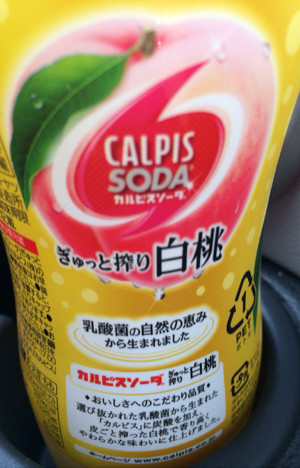 CALPIS
SODA
カルピスソーダ
ぎゅっと搾り 白桃
乳酸菌の自然の恵み
から生まれました
カルピスソーダ ぎゅっと搾り 白桃
おいしさへのこだわり品質
選び抜かれた乳酸菌から生まれた
「カルピス」に炭酸を加え、
皮ごと搾った白桃で香り高く
やわらかな味わいに仕上げました。
ホームページ www.calpis.co.jp
1
PET